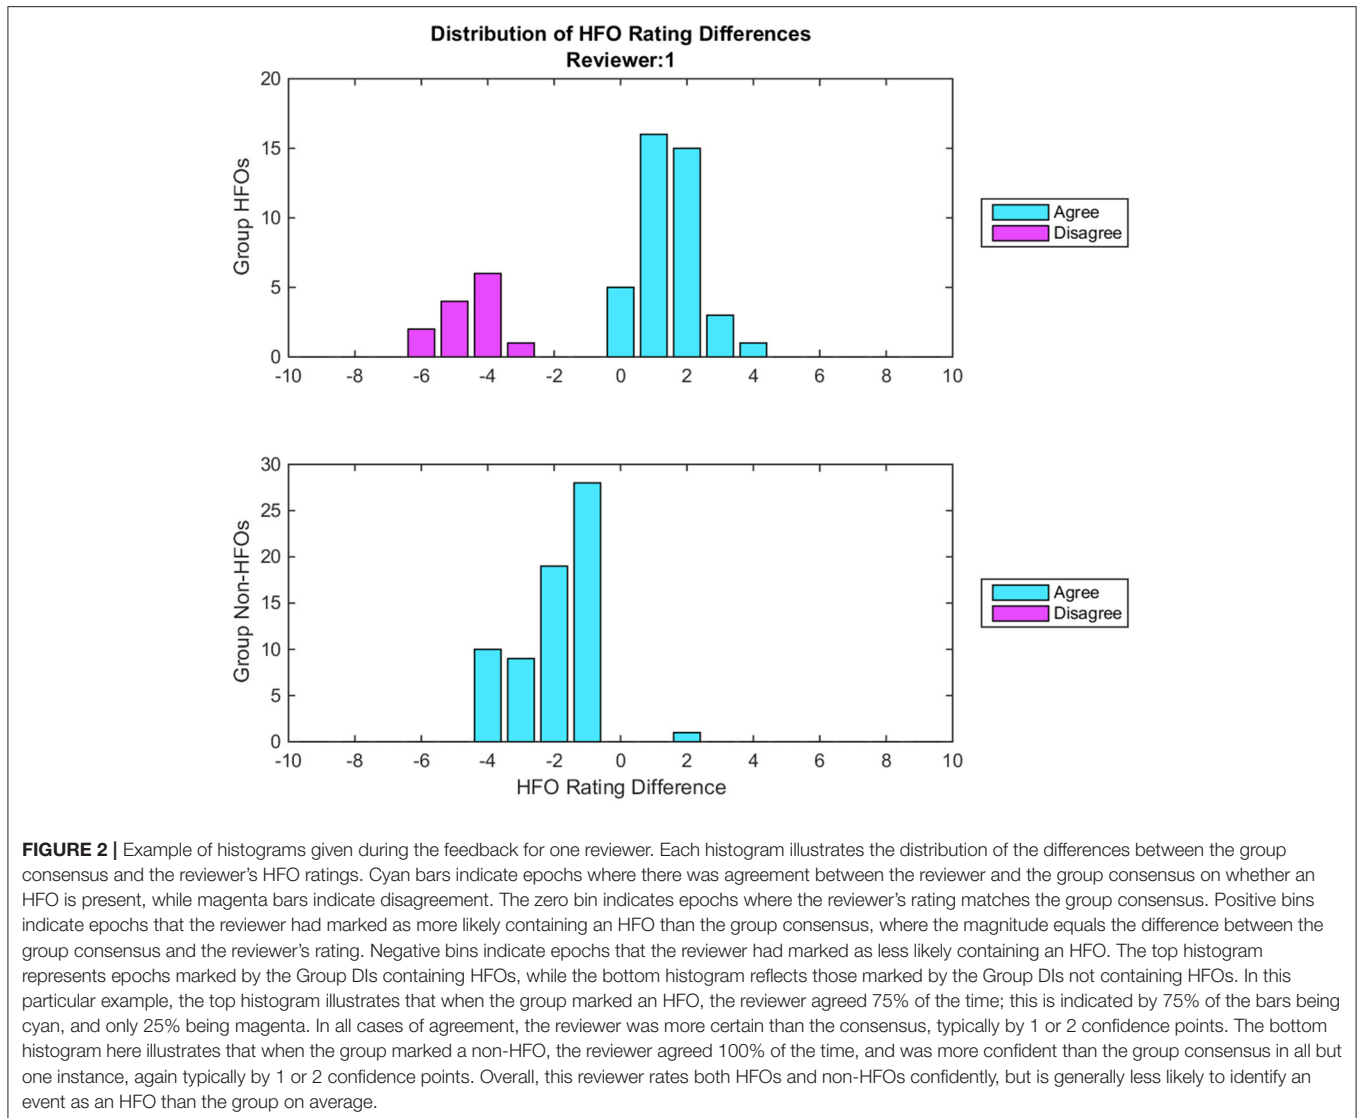 Distribution of HFO Rating Differences
Reviewer:1
20
15
10
5
0
Group HFOs
-10 -8 -6 -4 -2 0 2 4 6 8 10
Agree
Disagree
30
25
20
15
10
5
0
Group Non-HFOs
-10 -8 -6 -4 -2 0 2 4 6 8 10
HFO Rating Difference
Agree
Disagree
FIGURE 2 | Example of histograms given during the feedback for one reviewer. Each histogram illustrates the distribution of the differences between the group
consensus and the reviewer's HFO ratings. Cyan bars indicate epochs where there was agreement between the reviewer and the group consensus on whether an
HFO is present, while magenta bars indicate disagreement. The zero bin indicates epochs where the reviewer's rating matches the group consensus. Positive bins
indicate epochs that the reviewer had marked as more likely containing an HFO than the group consensus, where the magnitude equals the difference between the
group consensus and the reviewer's rating. Negative bins indicate epochs that the reviewer had marked as less likely containing an HFO. The top histogram
represents epochs marked by the Group DIs containing HFOs, while the bottom histogram reflects those marked by the Group DIs not containing HFOs. In this
particular example, the top histogram illustrates that when the group marked an HFO, the reviewer agreed 75% of the time; this is indicated by 75% of the bars being
cyan, and only 25% being magenta. In all cases of agreement, the reviewer was more certain than the consensus, typically by 1 or 2 confidence points. The bottom
histogram here illustrates that when the group marked a non-HFO, the reviewer agreed 100% of the time, and was more confident than the group consensus in all but
one instance, again typically by 1 or 2 confidence points. Overall, this reviewer rates both HFOs and non-HFOs confidently, but is generally less likely to identify an
event as an HFO than the group on average.